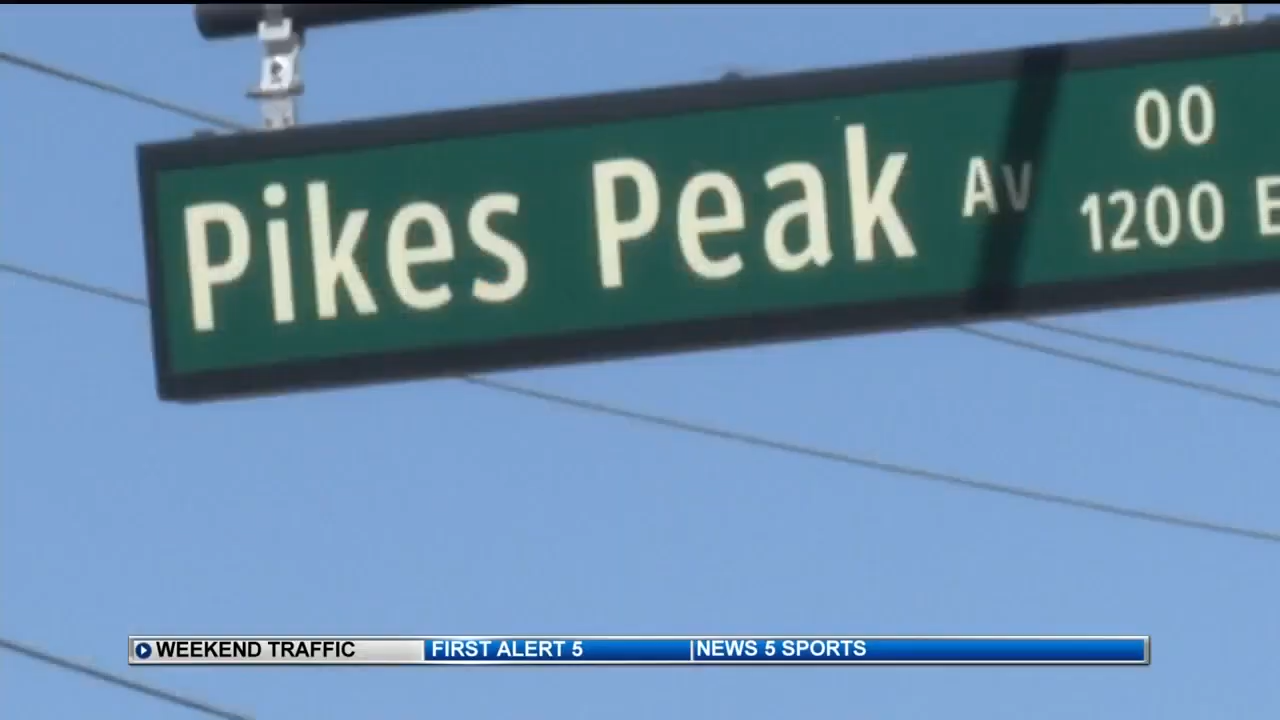 Pikes Peak Av
00
1200 E
WEEKEND TRAFFIC
FIRST ALERT 5
NEWS 5 SPORTS